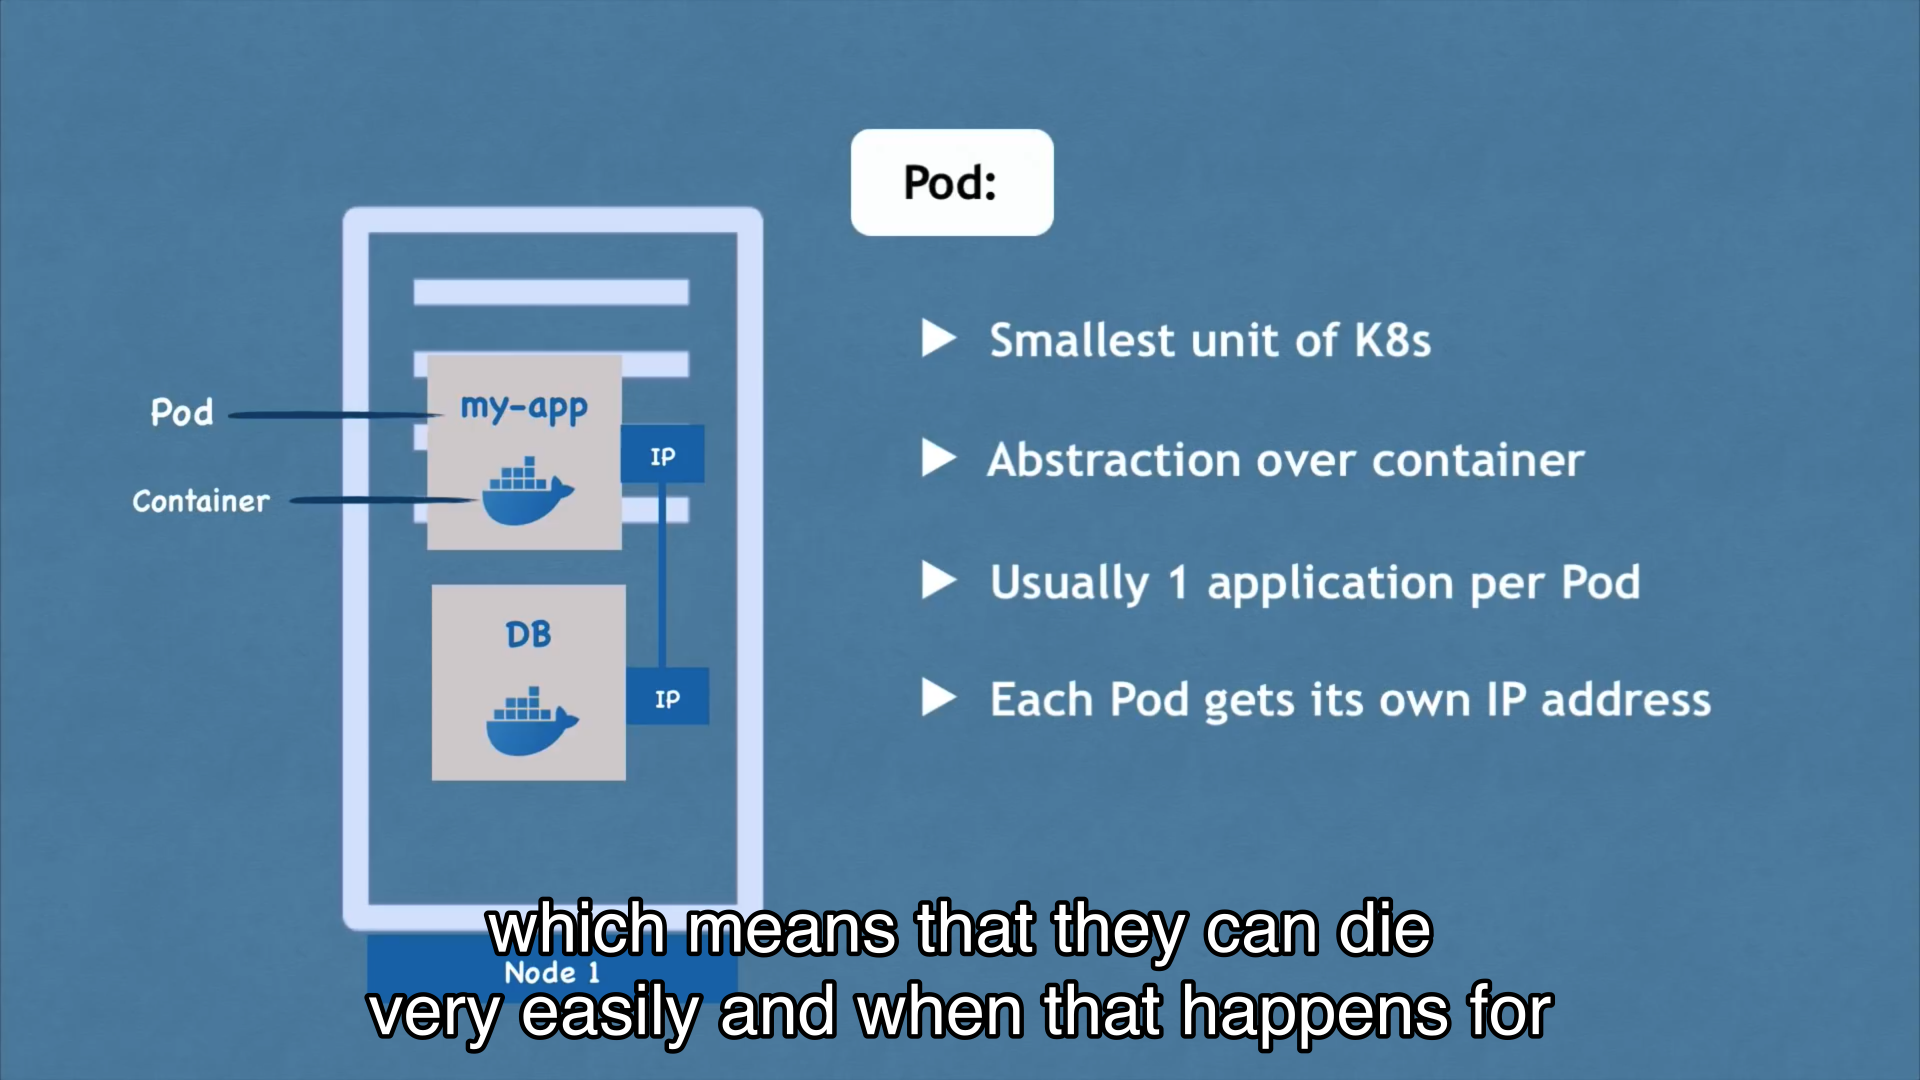 Pod:
Smallest unit of K8s
Abstraction over container
Usually 1 application per Pod
Each Pod gets its own IP address
Pod
my-app
IP
Container
DB
IP
Node 1
which means that they can die
very easily and when that happens for